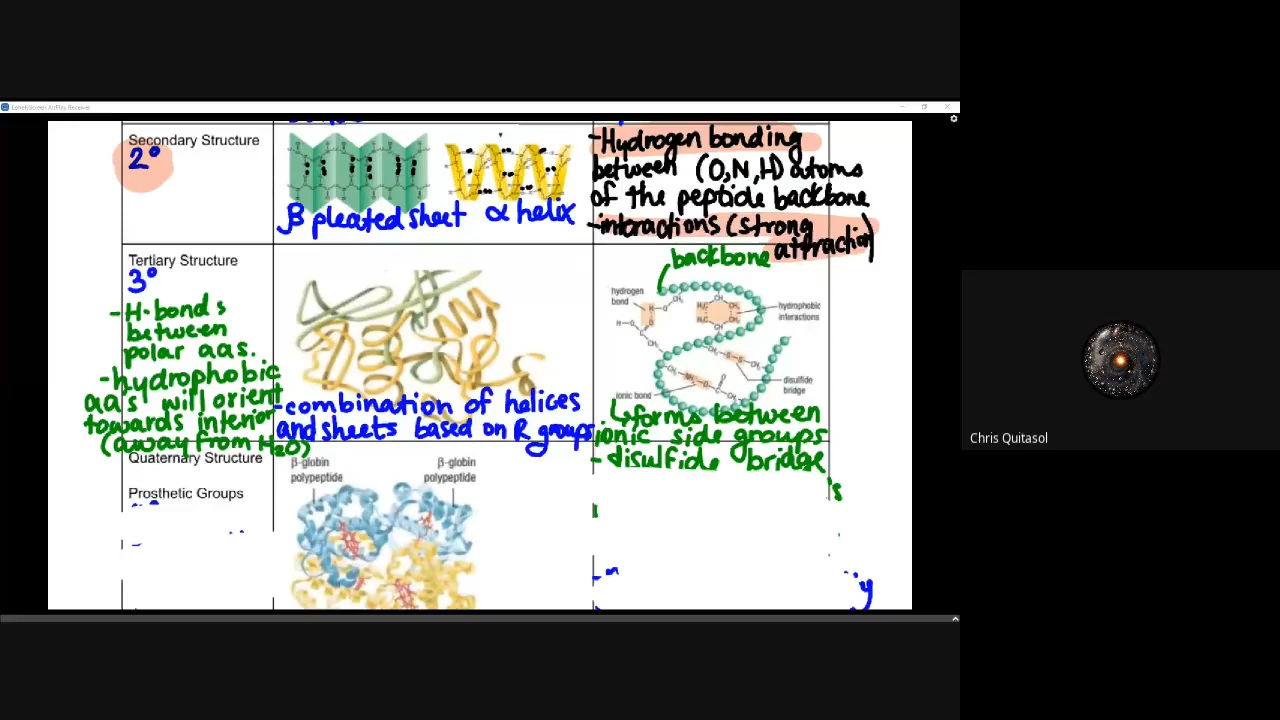 LonelyScreen AirPlay Receiver
Secondary Structure
2°
β pleated sheet α helix
-Hydrogen bonding
between (O,N,H) atoms
of the peptide backbone
-interactions (strong
attraction)
Tertiary Structure
3°
-H-bonds
between
polar aas.
-hydrophobic
aa's will orient
towards interior
(away from H₂O)
-combination of helices
and sheets based on R groups
backbone
hydrogen
bond
hydrophobic
interactions
disulfide
bridge
ionic bond
↳forms between
ionic side groups
- disulfide bridge
's
Quaternary Structure
Prosthetic Groups
β-globin
polypeptide
β-globin
polypeptide
y
Chris Quitasol